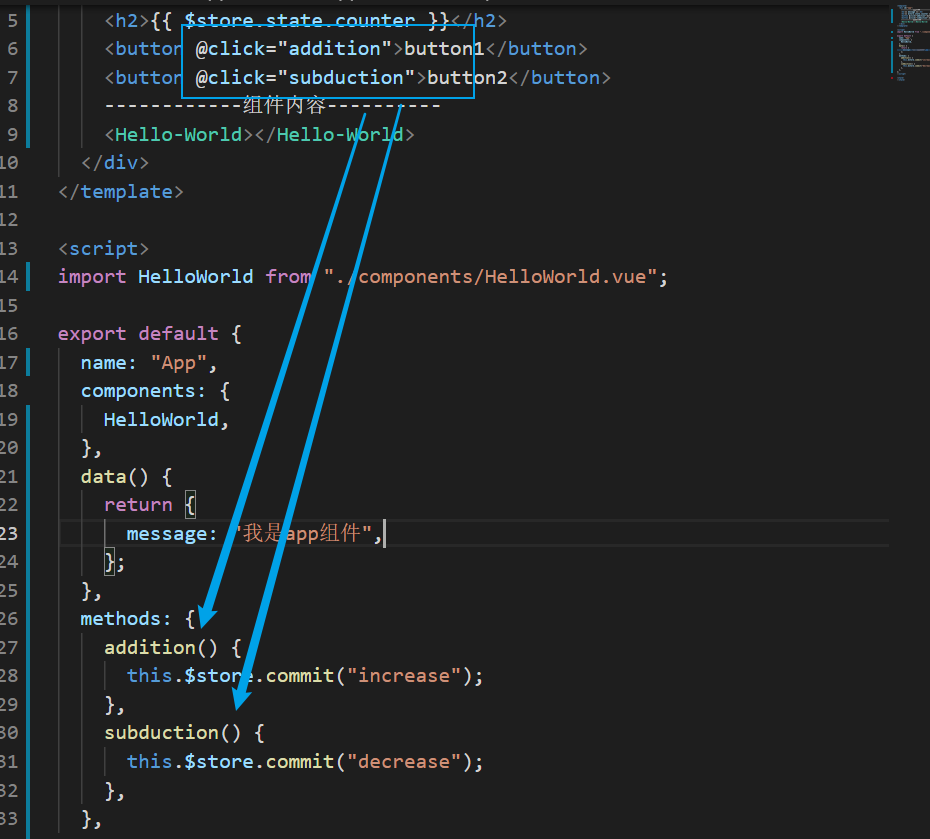 5 <h2>{{ $store.state.counter }}</h2>
6 <button @click="addition">button1</button>
7 <button @click="subduction">button2</button>
8 ------------组件内容----------
9 <Hello-World></Hello-World>
10 </div>
11 </template>
12
13 <script>
14 import HelloWorld from "./components/HelloWorld.vue";
15
16 export default {
17 name: "App",
18 components: {
19 HelloWorld,
20 },
21 data() {
22 return {
23 message: "我是app组件",
24 };
25 },
26 methods: {
27 addition() {
28 this.$store.commit("increase");
29 },
30 subduction() {
31 this.$store.commit("decrease");
32 },
33 },